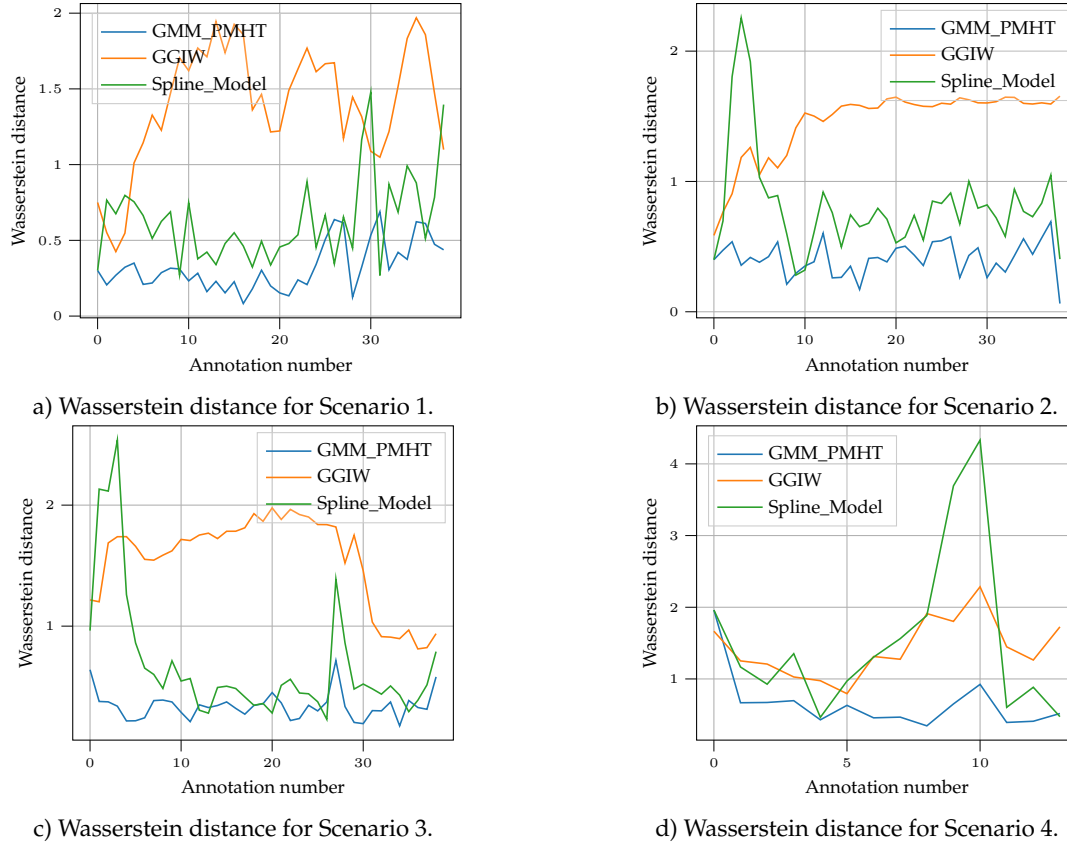 2
1.5
1
0.5
0
0
10
20
30
Wasserstein distance
Annotation number
GMM_PMHT
GGIW
Spline_Model
a) Wasserstein distance for Scenario 1.
2
1
0
0
10
20
30
Wasserstein distance
Annotation number
GMM_PMHT
GGIW
Spline_Model
b) Wasserstein distance for Scenario 2.
2
1
0
10
20
30
Wasserstein distance
Annotation number
GMM_PMHT
GGIW
Spline_Model
c) Wasserstein distance for Scenario 3.
4
3
2
1
0
5
10
Wasserstein distance
Annotation number
GMM_PMHT
GGIW
Spline_Model
d) Wasserstein distance for Scenario 4.